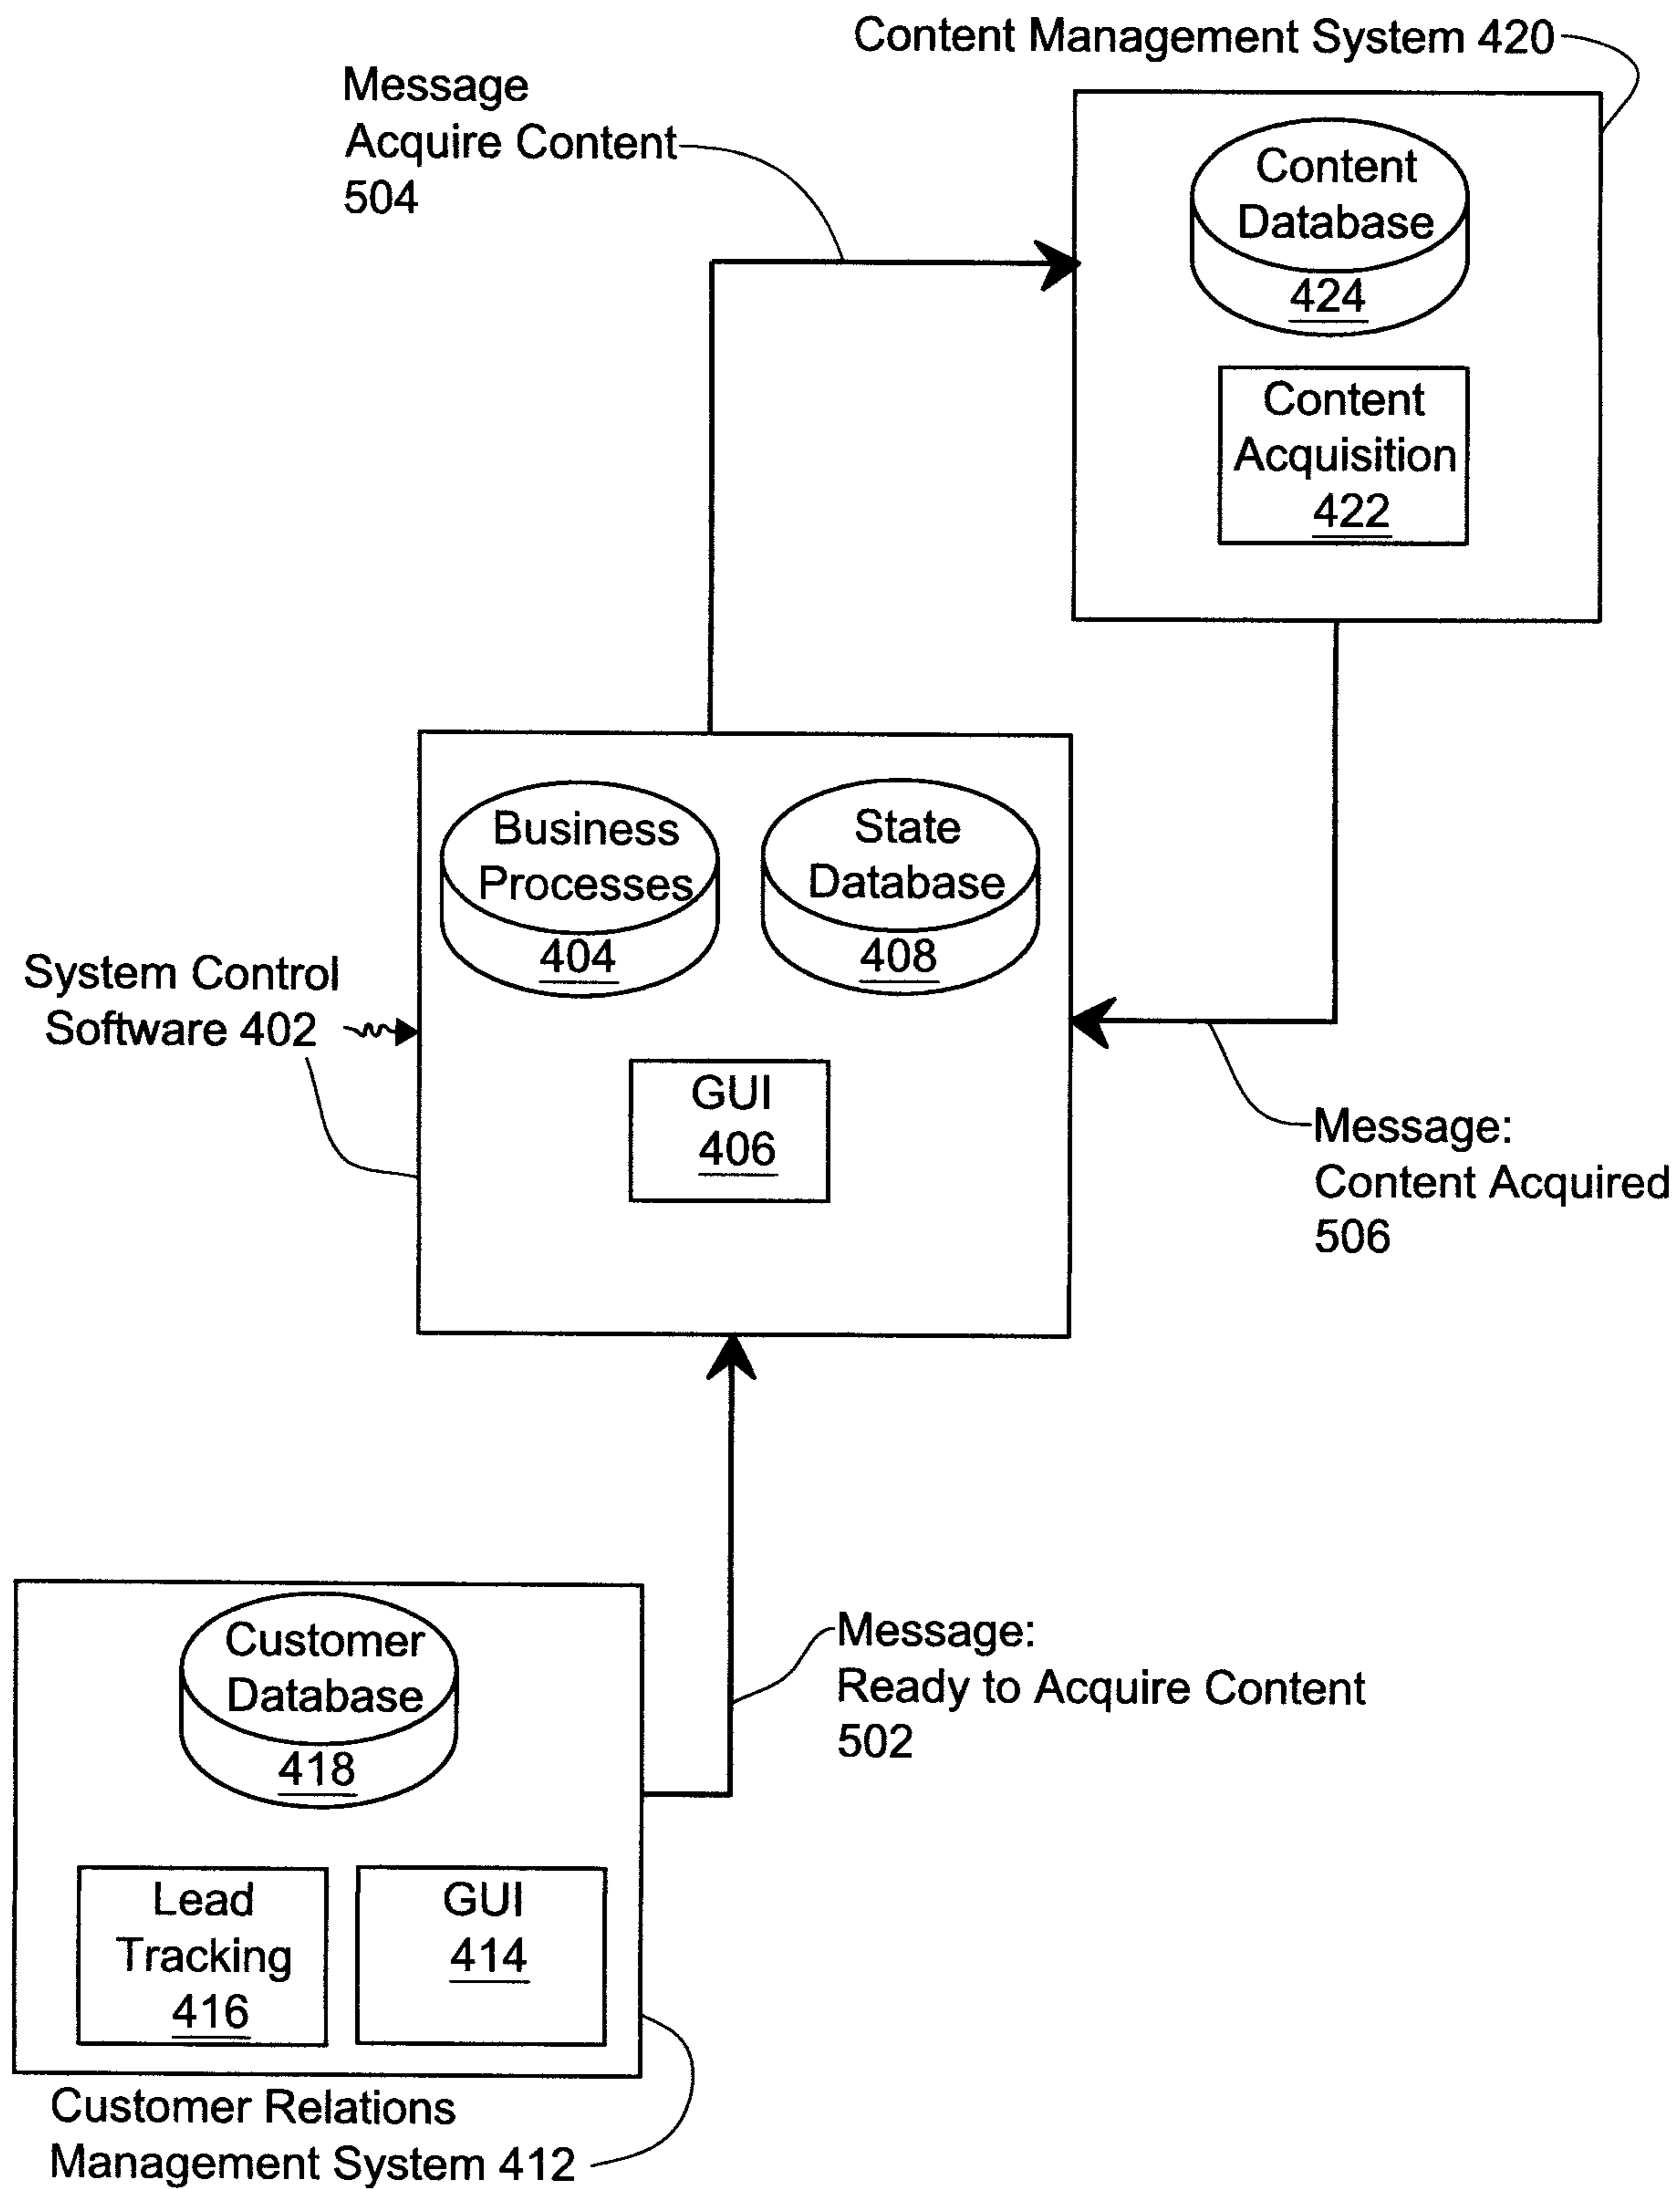 Content Management System 420
Message
Acquire Content
504
Content
Database
424
Content
Acquisition
422
Business
Processes
404
State
Database
408
System Control
Software 402
GUI
406
Message:
Content Acquired
506
Message:
Ready to Acquire Content
502
Customer
Database
418
Lead
Tracking
416
GUI
414
Customer Relations
Management System 412